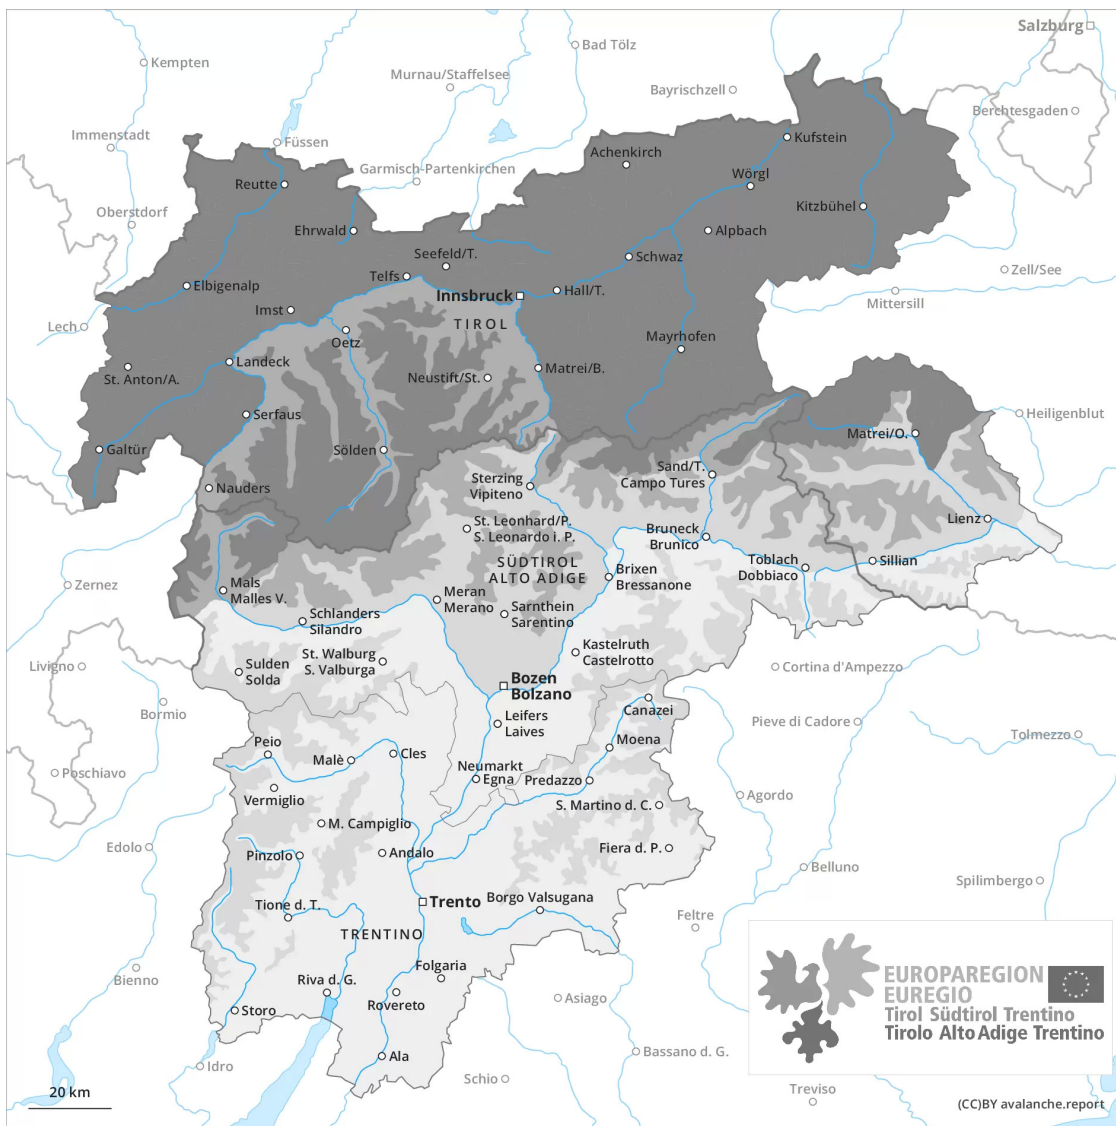 Salzburg
Bad Tölz
Kempten
Murnau/Staffelsee
Bayrischzell
Berchtesgaden
Immenstadt
Füssen
Kufstein
Achenkirch
Garmisch-Partenkirchen
Wörgl
Reutte
Oberstdorf
Kitzbühel
Ehrwald
Alpbach
Seefeld/T.
Schwaz
Telfs
Zell/See
Elbigenalp
Innsbruck
Hall/T.
Mittersill
Imst
Lech
TIROL
Oetz
Mayrhofen
Landeck
Matrei/B.
St. Anton/A.
Neustift/St.
Serfaus
Heiligenblut
Matrei/O.
Galtür
Sölden
Sand/T.
Campo Tures
Sterzing
Vipiteno
Nauders
St. Leonhard/P.
S. Leonardo i. P.
Lienz
Bruneck
Brunico
SÜDTIROL
ALTO ADIGE
Toblach
Dobbiaco
Sillian
Brixen
Bressanone
Zernez
Mals
Malles V.
Meran
Merano
Sarnthein
Sarentino
Schlanders
Silandro
Kastelruth
Castelrotto
St. Walburg
S. Valburga
Livigno
Sulden
Solda
Cortina d'Ampezzo
Bozen
Bolzano
Bormio
Canazei
Leifers
Laives
Pieve di Cadore
Tolmezzo
Moena
Peio
Cles
Malè
Neumarkt
Egna
Poschiavo
Predazzo
Vermiglio
Agordo
S. Martino d. C.
M. Campiglio
Edolo
Fiera d. P.
Pinzolo
Andalo
Belluno
Spilimbergo
Borgo Valsugana
Trento
Tione d. T.
Feltre
TRENTINO
Folgaria
Bienno
Riva d. G.
Rovereto
Asiago
Storo
EUROPAREGION
EUREGIO
Tirol Südtirol Trentino
Tirolo Alto Adige Trentino
Ala
Bassano d. G.
Idro
Schio
Treviso
20 km
(CC)BY avalanche.report